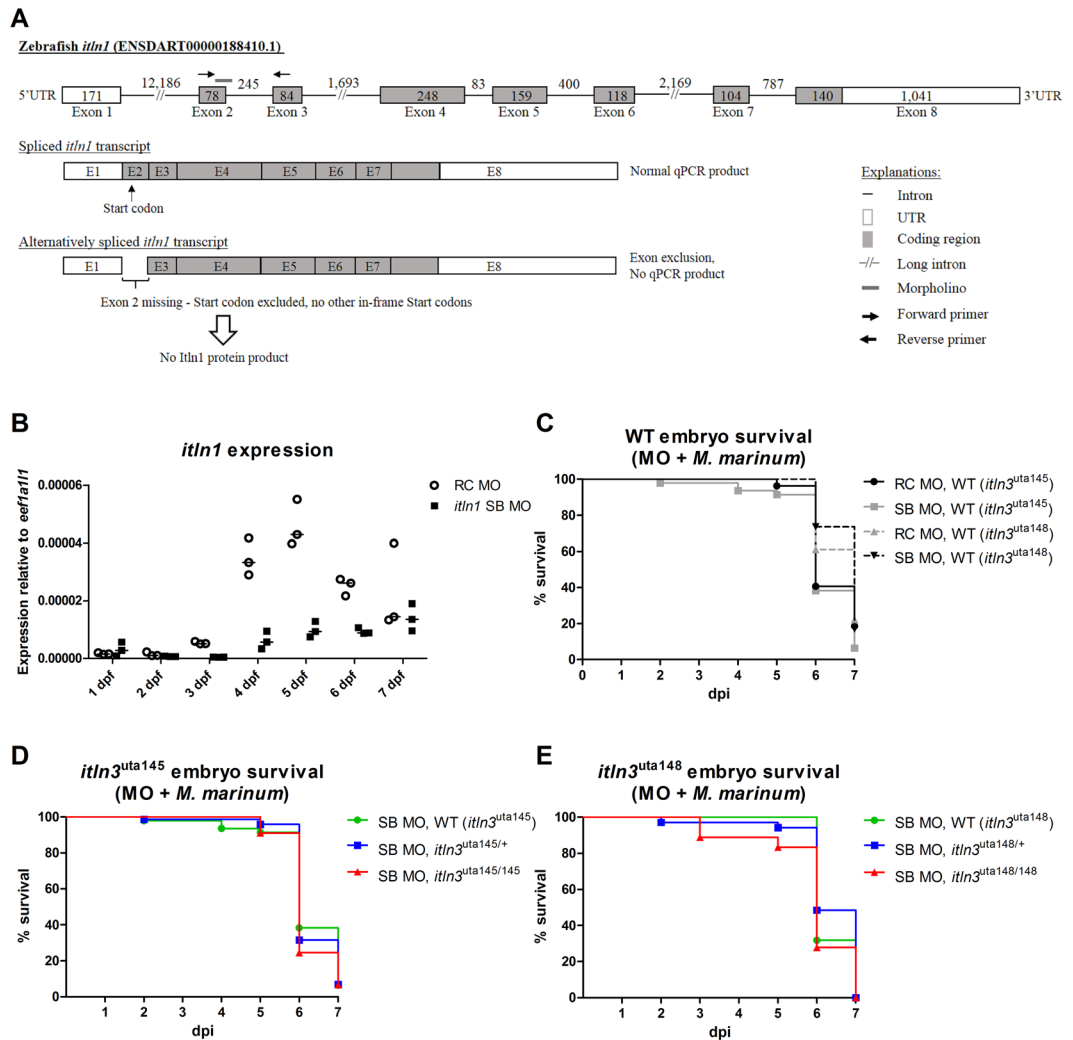 A
Zebrafish itln1 (ENSDART00000188410.1)
12,186 245 1,693 83 400 2,169 787
5'UTR 171 78 84 248 159 118 104 140 1,041 3'UTR
Exon 1 Exon 2 Exon 3 Exon 4 Exon 5 Exon 6 Exon 7 Exon 8
Spliced itln1 transcript
E1 E2 E3 E4 E5 E6 E7 E8 Normal qPCR product
Start codon
Alternatively spliced itln1 transcript
E1 E3 E4 E5 E6 E7 E8 Exon exclusion,
No qPCR product
Exon 2 missing - Start codon excluded, no other in-frame Start codons
No Itln1 protein product
Explanations:
Intron
UTR
Coding region
Long intron
Morpholino
Forward primer
Reverse primer
B
itln1 expression
Expression relative to eef1a1l1
0.00006
0.00004
0.00002
0.00000
1 dpf 2 dpf 3 dpf 4 dpf 5 dpf 6 dpf 7 dpf
RC MO
itln1 SB MO
C
WT embryo survival
(MO + M. marinum)
% survival
100
80
60
40
20
0
0 1 2 3 4 5 6 7
dpi
RC MO, WT (itln3uta145)
SB MO, WT (itln3uta145)
RC MO, WT (itln3uta148)
SB MO, WT (itln3uta148)
D
itln3uta145 embryo survival
(MO + M. marinum)
% survival
100
80
60
40
20
0
1 2 3 4 5 6 7
dpi
SB MO, WT (itln3uta145)
SB MO, itln3uta145/+
SB MO, itln3uta145/145
E
itln3uta148 embryo survival
(MO + M. marinum)
% survival
100
80
60
40
20
0
1 2 3 4 5 6 7
dpi
SB MO, WT (itln3uta148)
SB MO, itln3uta148/+
SB MO, itln3uta148/148